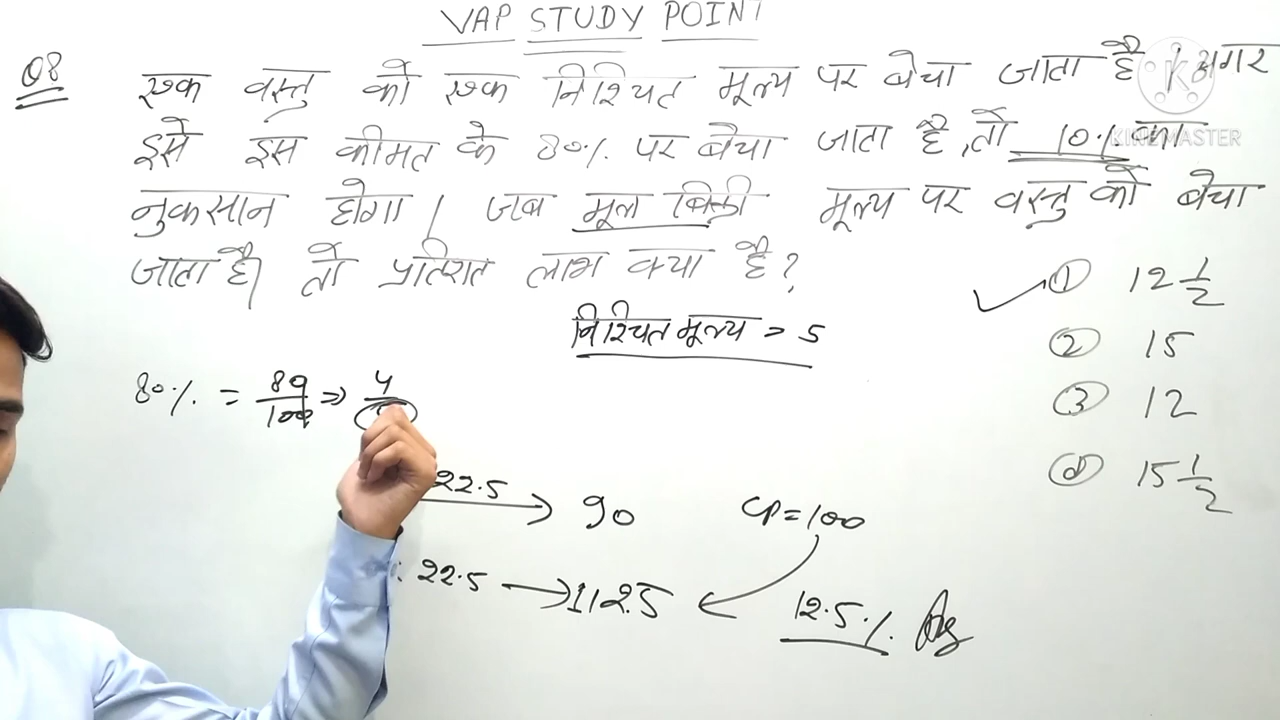 VAP STUDY POINT
Q8
एक वस्तु को एक निश्चित मूल्य पर बेचा जाता है। अगर
इसे इस कीमत के 80% पर बेचा जाता है, तो 10% का
नुकसान होगा। जब मूल बिक्री मूल्य पर वस्तु को बेचा
जाता है, तो प्रतिशत लाभ क्या है?
① 12 1/2
② 15
③ 12
④ 15 1/2
निश्चित मूल्य = 5
80% = 80/100 ⇒ 4/
22.5 → 90
CP = 100
22.5 → 112.5 ←
12.5% Ans
KINEMASTER